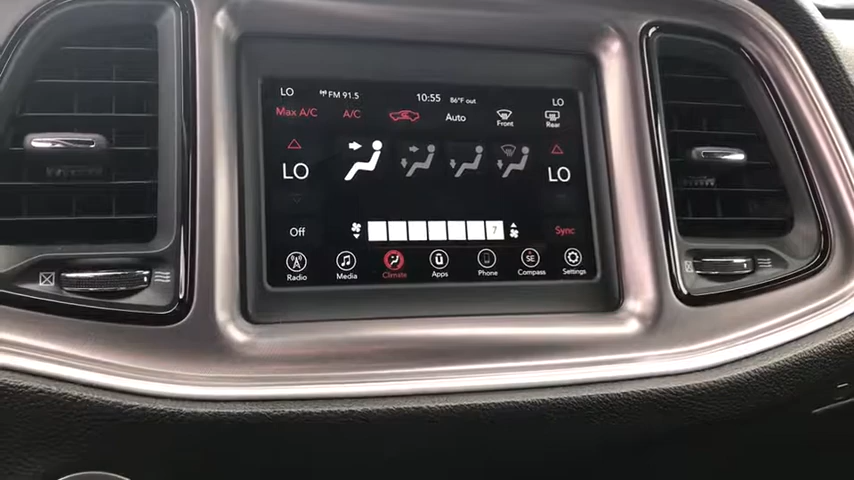 LO FM 91.5 10:55 86°F out LO
Max A/C A/C Auto Front Rear
LO LO
Off 7 Sync
SE
Radio Media Climate Apps Phone Compass Settings